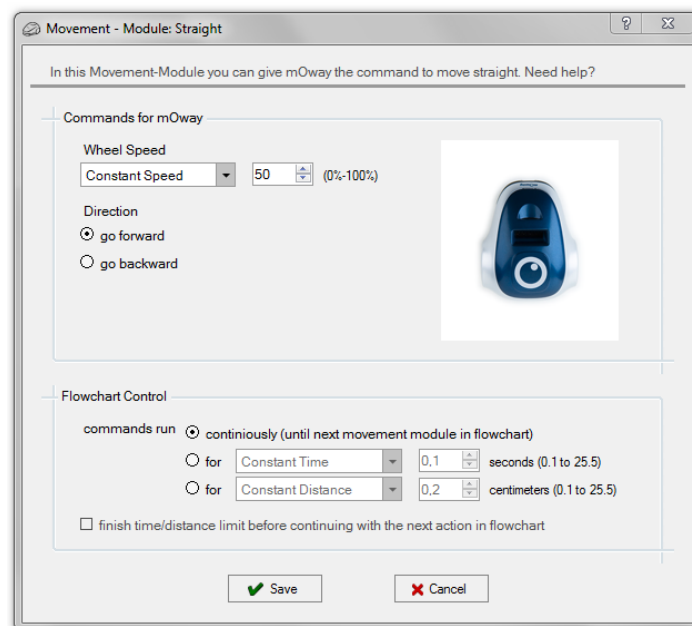 Movement - Module: Straight
In this Movement-Module you can give mOway the command to move straight. Need help?
Commands for mOway
Wheel Speed
Constant Speed 50 (0%-100%)
Direction
go forward
go backward
Flowchart Control
commands run continiously (until next movement module in flowchart)
for Constant Time 0,1 seconds (0.1 to 25.5)
for Constant Distance 0,2 centimeters (0.1 to 25.5)
finish time/distance limit before continuing with the next action in flowchart
Save Cancel